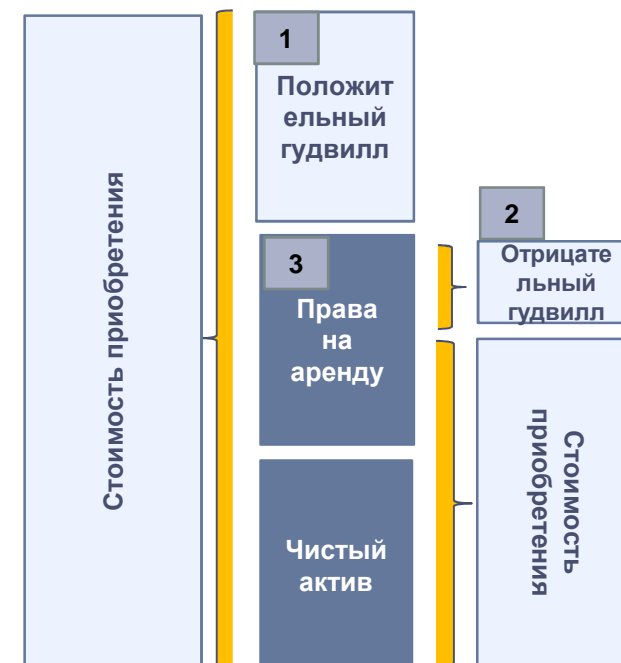 Стоимость приобретения
1
Положит
ельный
гудвилл
3
Права
на
аренду
Чистый
актив
2
Отрицате
льный
гудвилл
Стоимость
приобретения